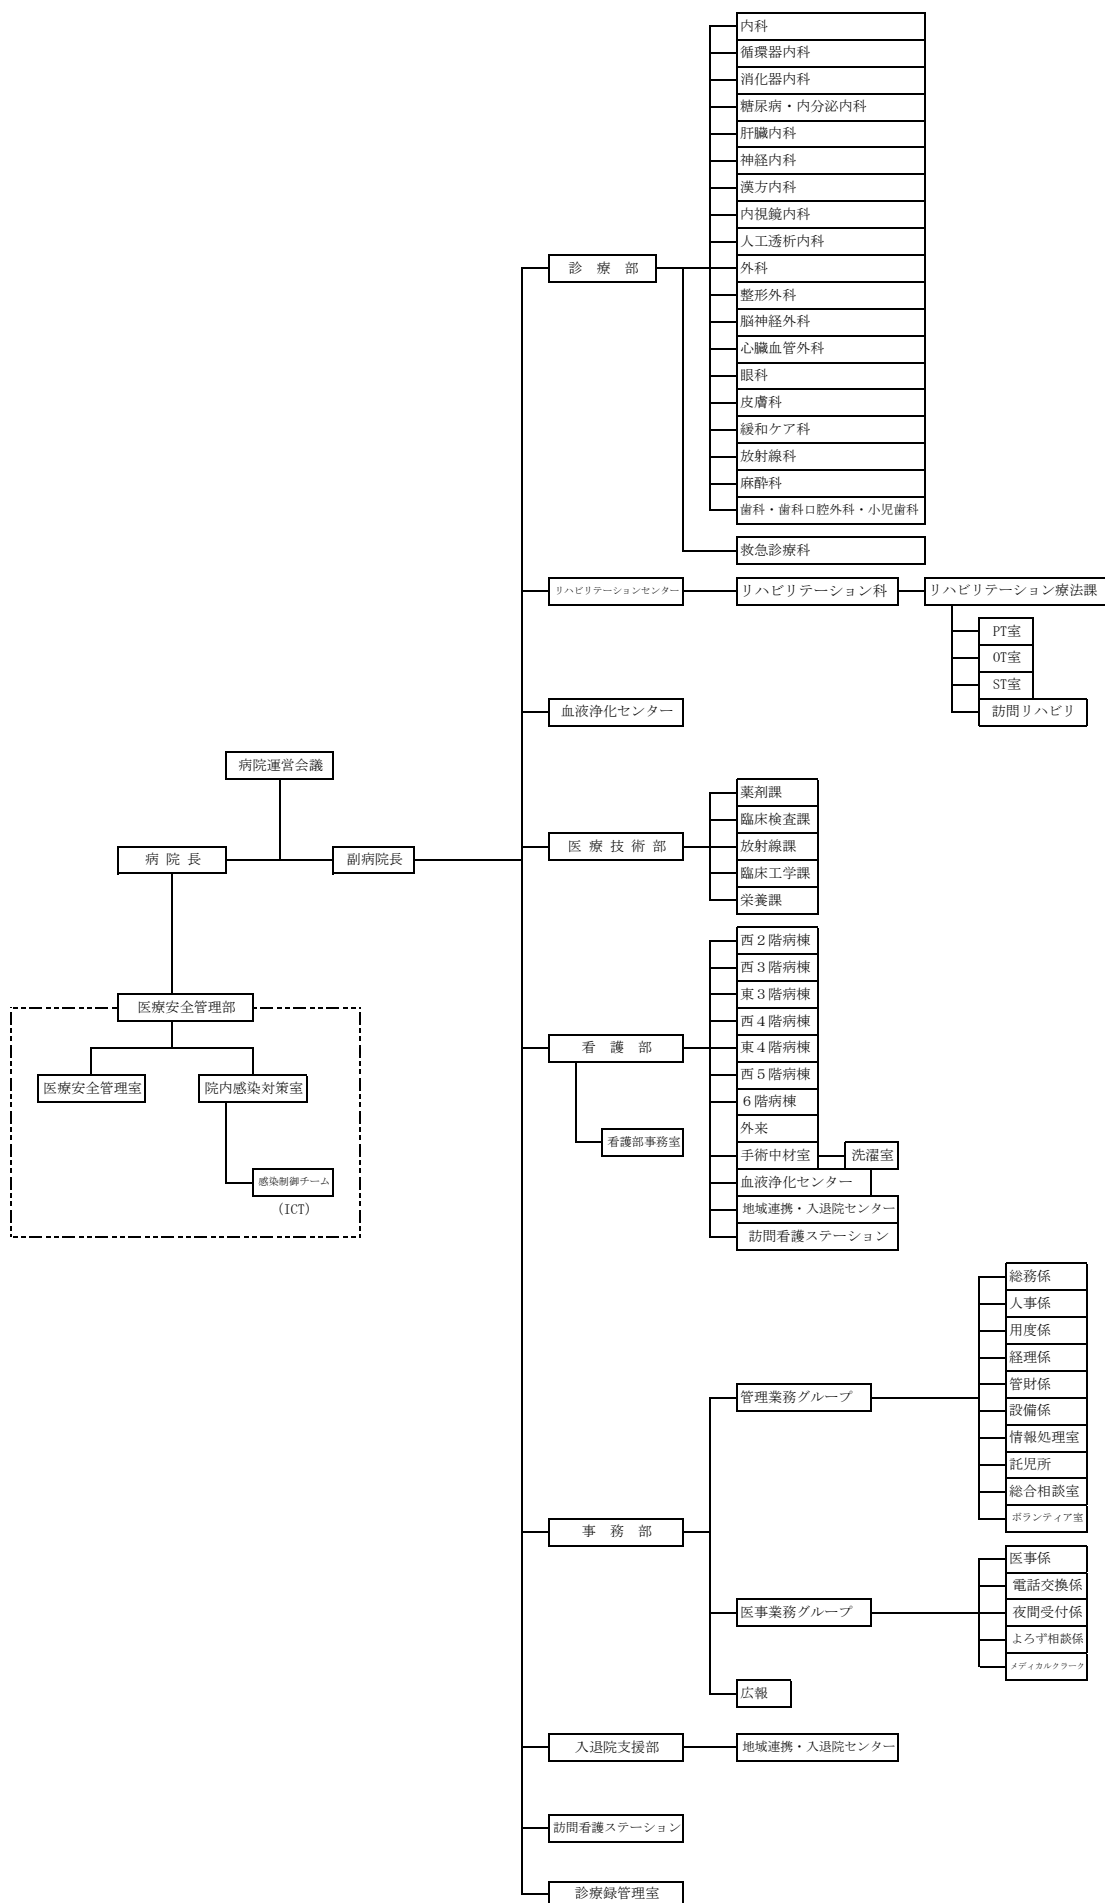 内科
循環器内科
消化器内科
糖尿病・内分泌内科
肝臓内科
神経内科
漢方内科
内視鏡内科
人工透析内科
診 療 部
外科
整形外科
脳神経外科
心臓血管外科
眼科
皮膚科
緩和ケア科
放射線科
麻酔科
歯科・歯科口腔外科・小児歯科
救急診療科
リハビリテーションセンター
リハビリテーション科
リハビリテーション療法課
PT室
OT室
ST室
訪問リハビリ
血液浄化センター
病院運営会議
病 院 長
副病院長
医 療 技 術 部
薬剤課
臨床検査課
放射線課
臨床工学課
栄養課
医療安全管理部
医療安全管理室
院内感染対策室
感染制御チーム
（ICT）
看 護 部
看護部事務室
西２階病棟
西３階病棟
東３階病棟
西４階病棟
東４階病棟
西５階病棟
６階病棟
外来
手術中材室
洗濯室
血液浄化センター
地域連携・入退院センター
訪問看護ステーション
事 務 部
管理業務グループ
総務係
人事係
用度係
経理係
管財係
設備係
情報処理室
託児所
総合相談室
ボランティア室
医事業務グループ
医事係
電話交換係
夜間受付係
よろず相談係
メディカルクラーク
広報
入退院支援部
地域連携・入退院センター
訪問看護ステーション
診療録管理室